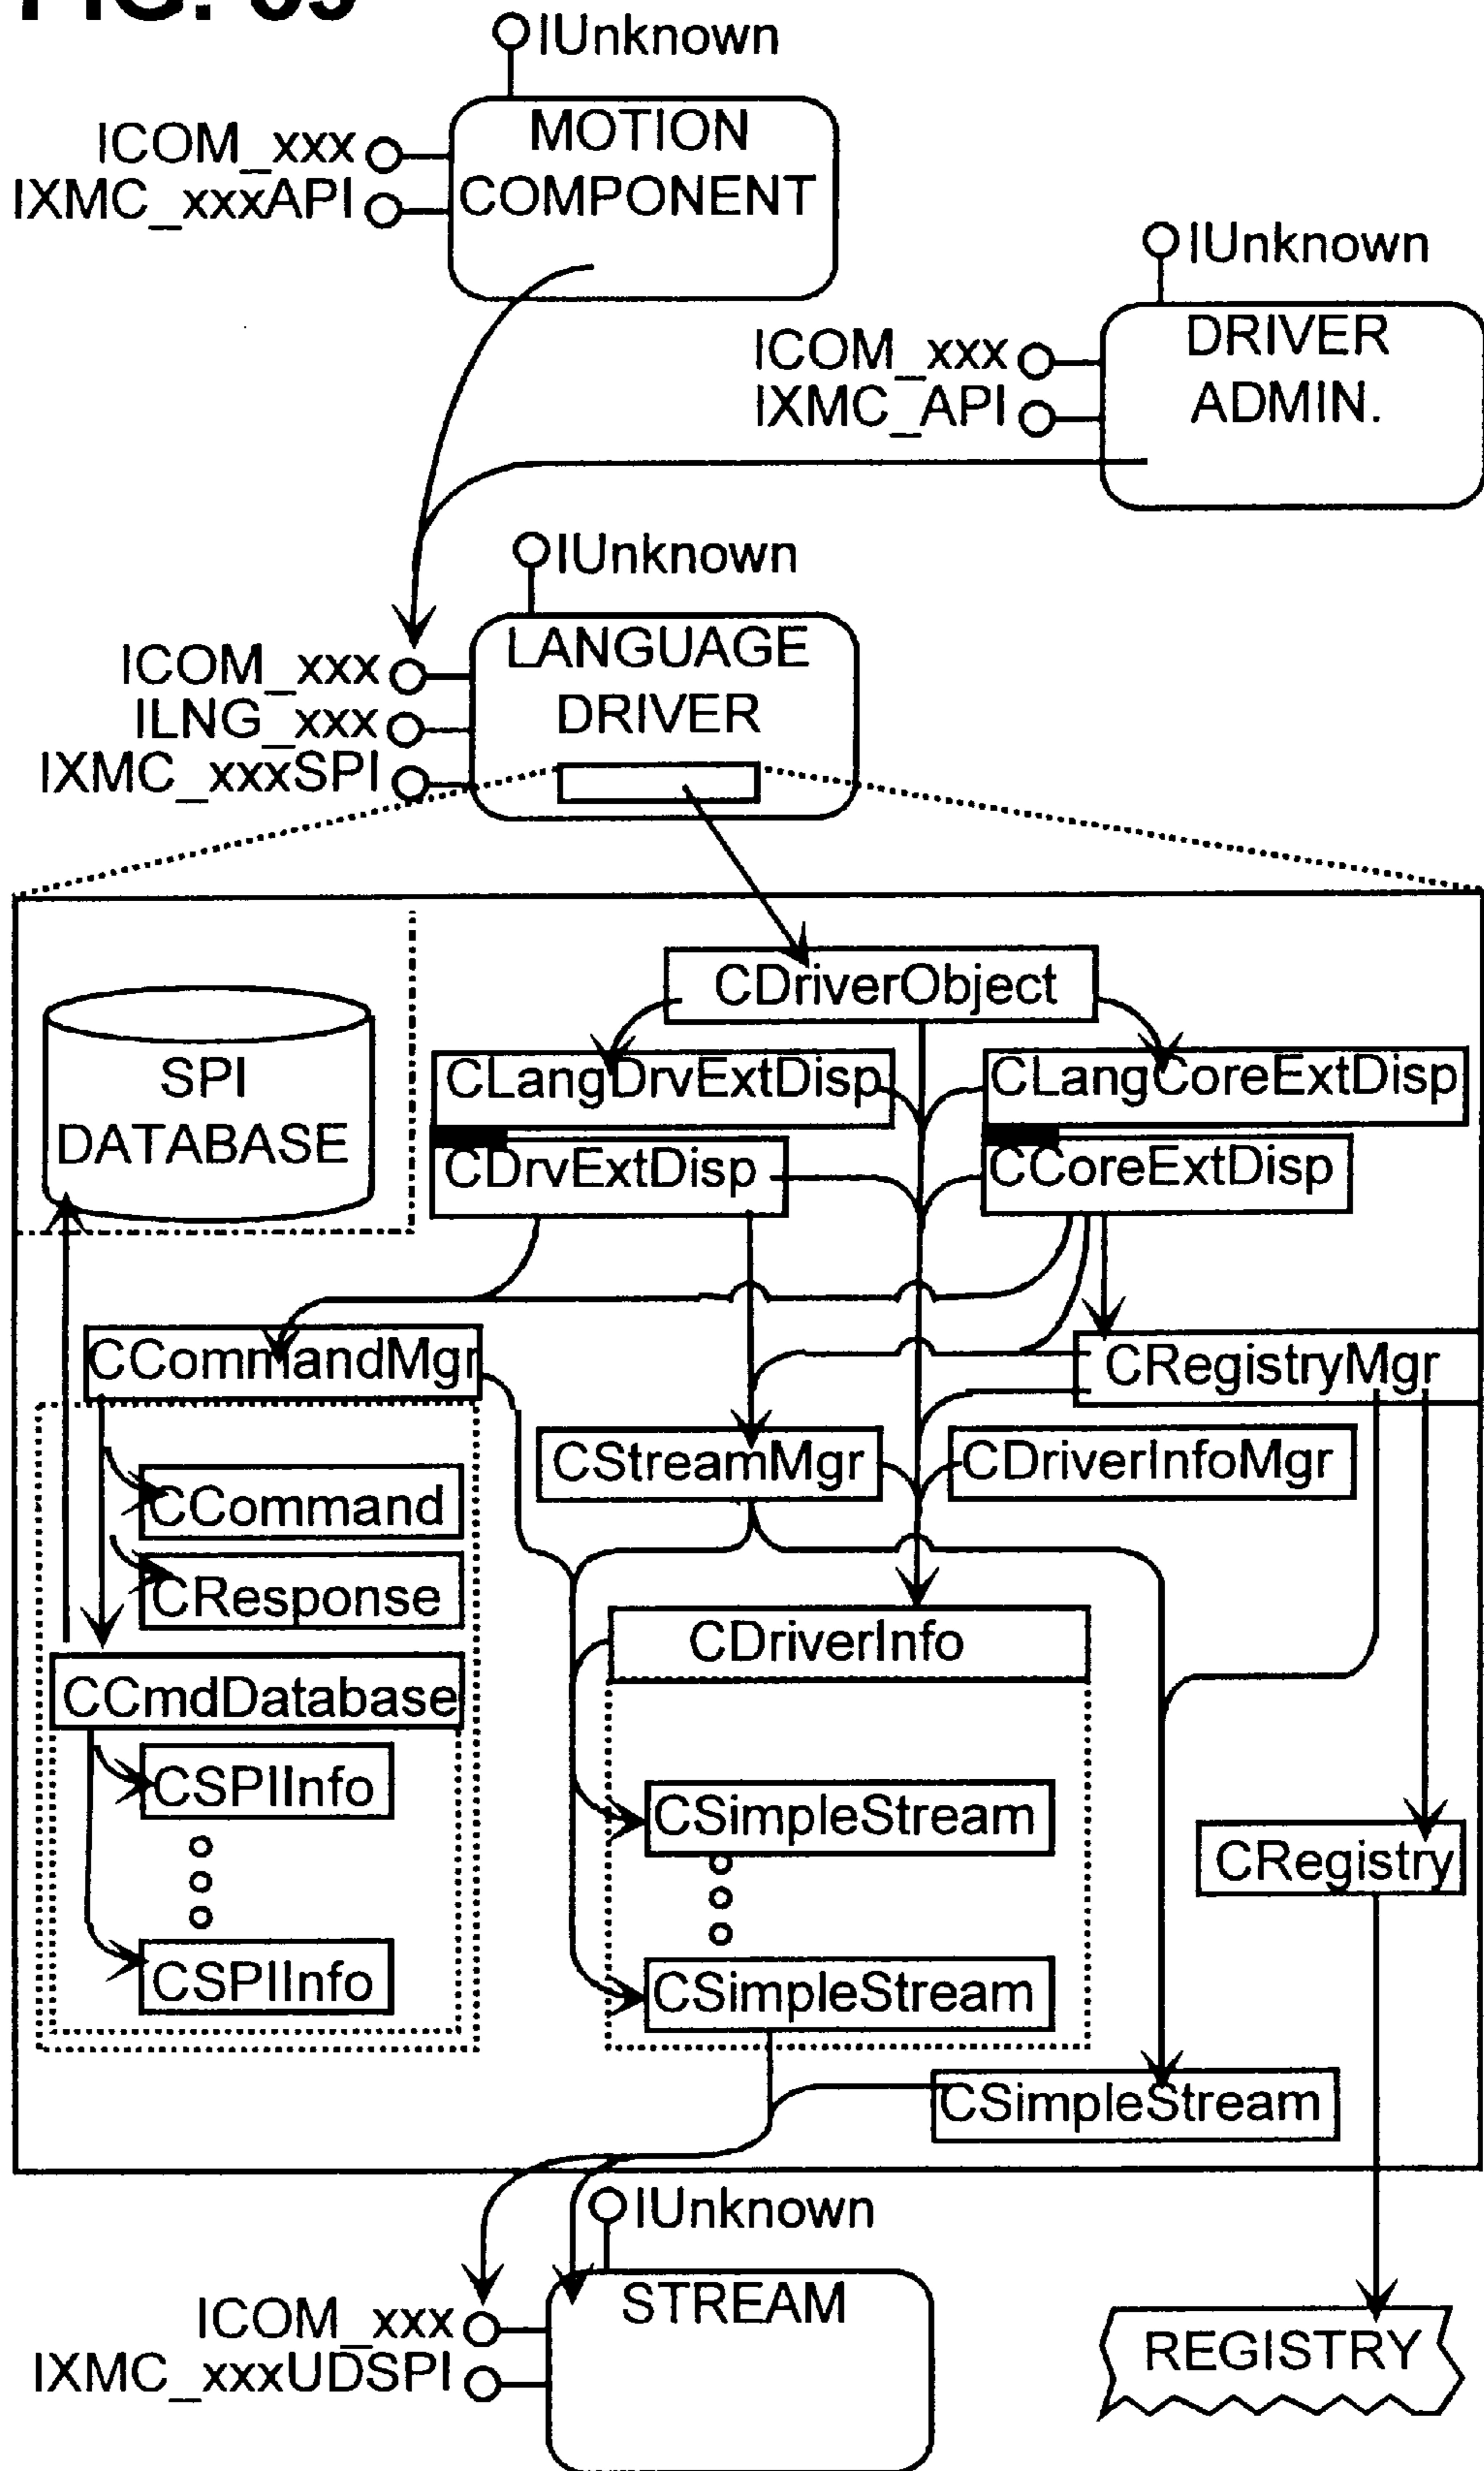 IUnknown
ICOM_xxx
IXMC_xxxAPI
MOTION
COMPONENT
IUnknown
ICOM_xxx
IXMC_API
DRIVER
ADMIN.
IUnknown
ICOM_xxx
ILNG_xxx
IXMC_xxxSPI
LANGUAGE
DRIVER
SPI
DATABASE
CDriverObject
CLangDrvExtDisp
CLangCoreExtDisp
CDrvExtDisp
CCoreExtDisp
CCommandMgr
CRegistryMgr
CStreamMgr
CDriverInfoMgr
CCommand
CResponse
CDriverInfo
CCmdDatabase
CSPIInfo
CSimpleStream
CRegistry
CSPIInfo
CSimpleStream
CSimpleStream
IUnknown
ICOM_xxx
IXMC_xxxUDSPI
STREAM
REGISTRY